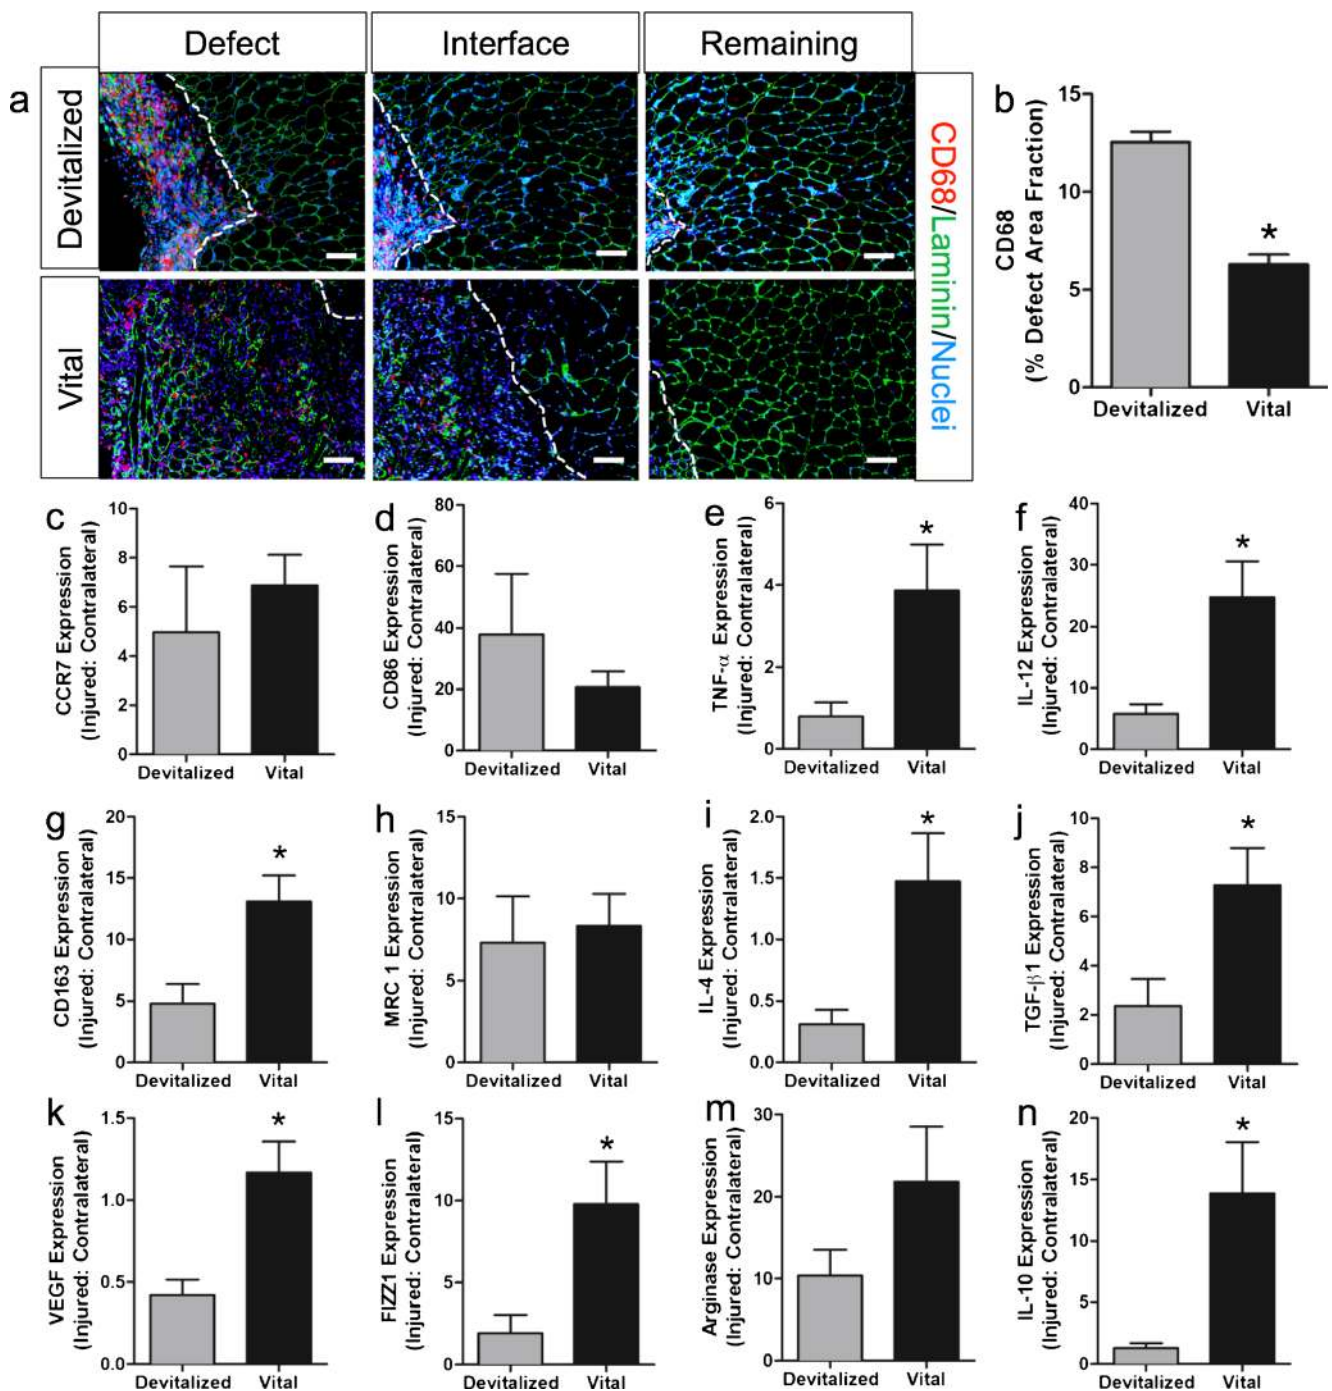 Defect Interface Remaining
a
Devitalized
Vital
CD68/Laminin/Nuclei
b
CD68
(% Defect Area Fraction)
15
10
5
0
Devitalized Vital
*
c
CCR7 Expression
(Injured: Contralateral)
10
8
6
4
2
0
Devitalized Vital
d
CD86 Expression
(Injured: Contralateral)
80
60
40
20
0
Devitalized Vital
e
TNF-α Expression
(Injured: Contralateral)
6
4
2
0
Devitalized Vital
*
f
IL-12 Expression
(Injured: Contralateral)
40
30
20
10
0
Devitalized Vital
*
g
CD163 Expression
(Injured: Contralateral)
20
15
10
5
0
Devitalized Vital
*
h
MRC 1 Expression
(Injured: Contralateral)
15
10
5
0
Devitalized Vital
i
IL-4 Expression
(Injured: Contralateral)
2.0
1.5
1.0
0.5
0.0
Devitalized Vital
*
j
TGF-β1 Expression
(Injured: Contralateral)
10
8
6
4
2
0
Devitalized Vital
*
k
VEGF Expression
(Injured: Contralateral)
1.5
1.0
0.5
0.0
Devitalized Vital
*
l
FIZZ1 Expression
(Injured: Contralateral)
15
10
5
0
Devitalized Vital
*
m
Arginase Expression
(Injured: Contralateral)
30
20
10
0
Devitalized Vital
n
IL-10 Expression
(Injured: Contralateral)
20
15
10
5
0
Devitalized Vital
*